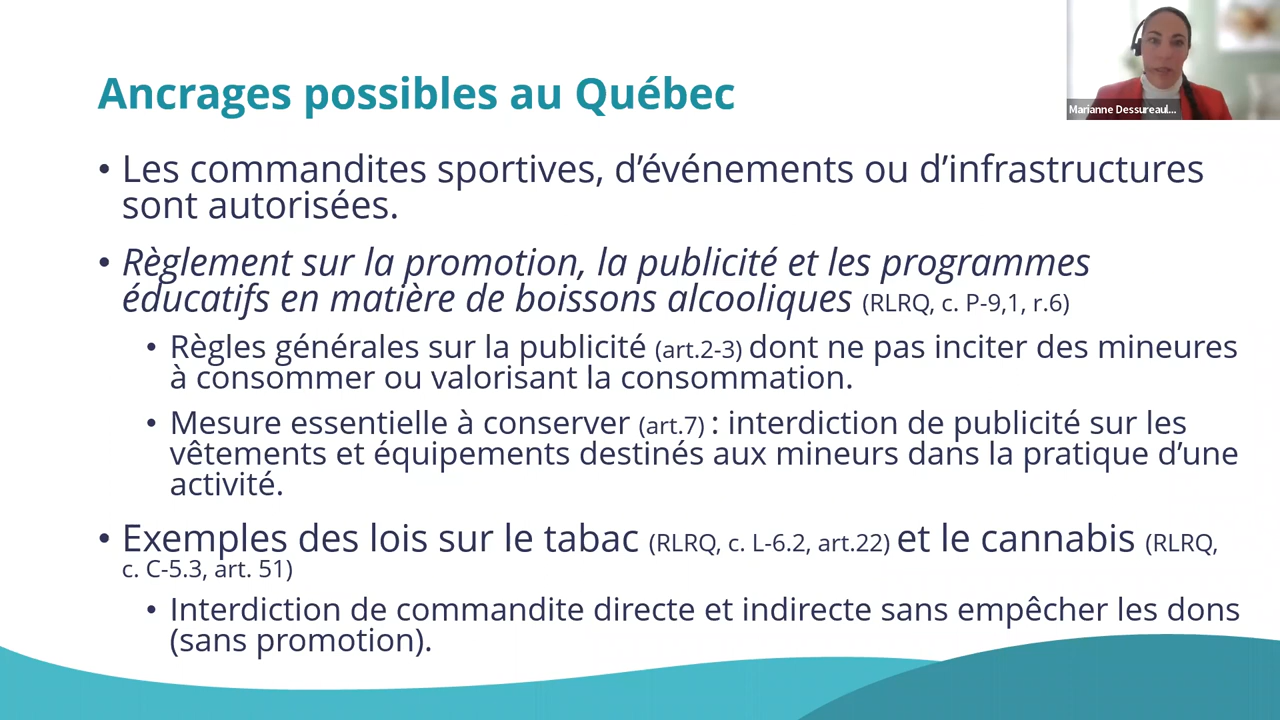 Marianne Dessureaul...
Ancrages possibles au Québec
• Les commandites sportives, d'événements ou d'infrastructures
sont autorisées.
• Règlement sur la promotion, la publicité et les programmes
éducatifs en matière de boissons alcooliques (RLRQ, c. P-9,1, r.6)
• Règles générales sur la publicité (art.2-3) dont ne pas inciter des mineures
à consommer ou valorisant la consommation.
• Mesure essentielle à conserver (art.7) : interdiction de publicité sur les
vêtements et équipements destinés aux mineurs dans la pratique d'une
activité.
• Exemples des lois sur le tabac (RLRQ, c. L-6.2, art.22) et le cannabis (RLRQ,
c. C-5.3, art. 51)
• Interdiction de commandite directe et indirecte sans empêcher les dons
(sans promotion).